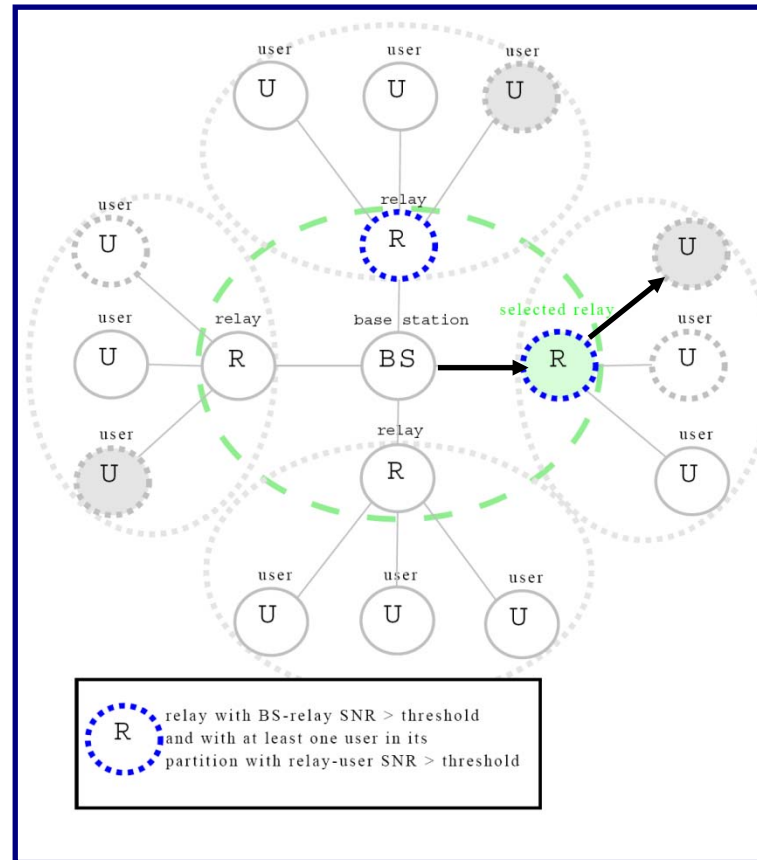 user
user
user
U
U
U
relay
R
user
U
user
U
user
U
relay
R
base station
BS
selected relay
R
U
user
U
user
U
relay
R
user
U
user
U
user
U
R
relay with BS-relay SNR > threshold
and with at least one user in its
partition with relay-user SNR > threshold